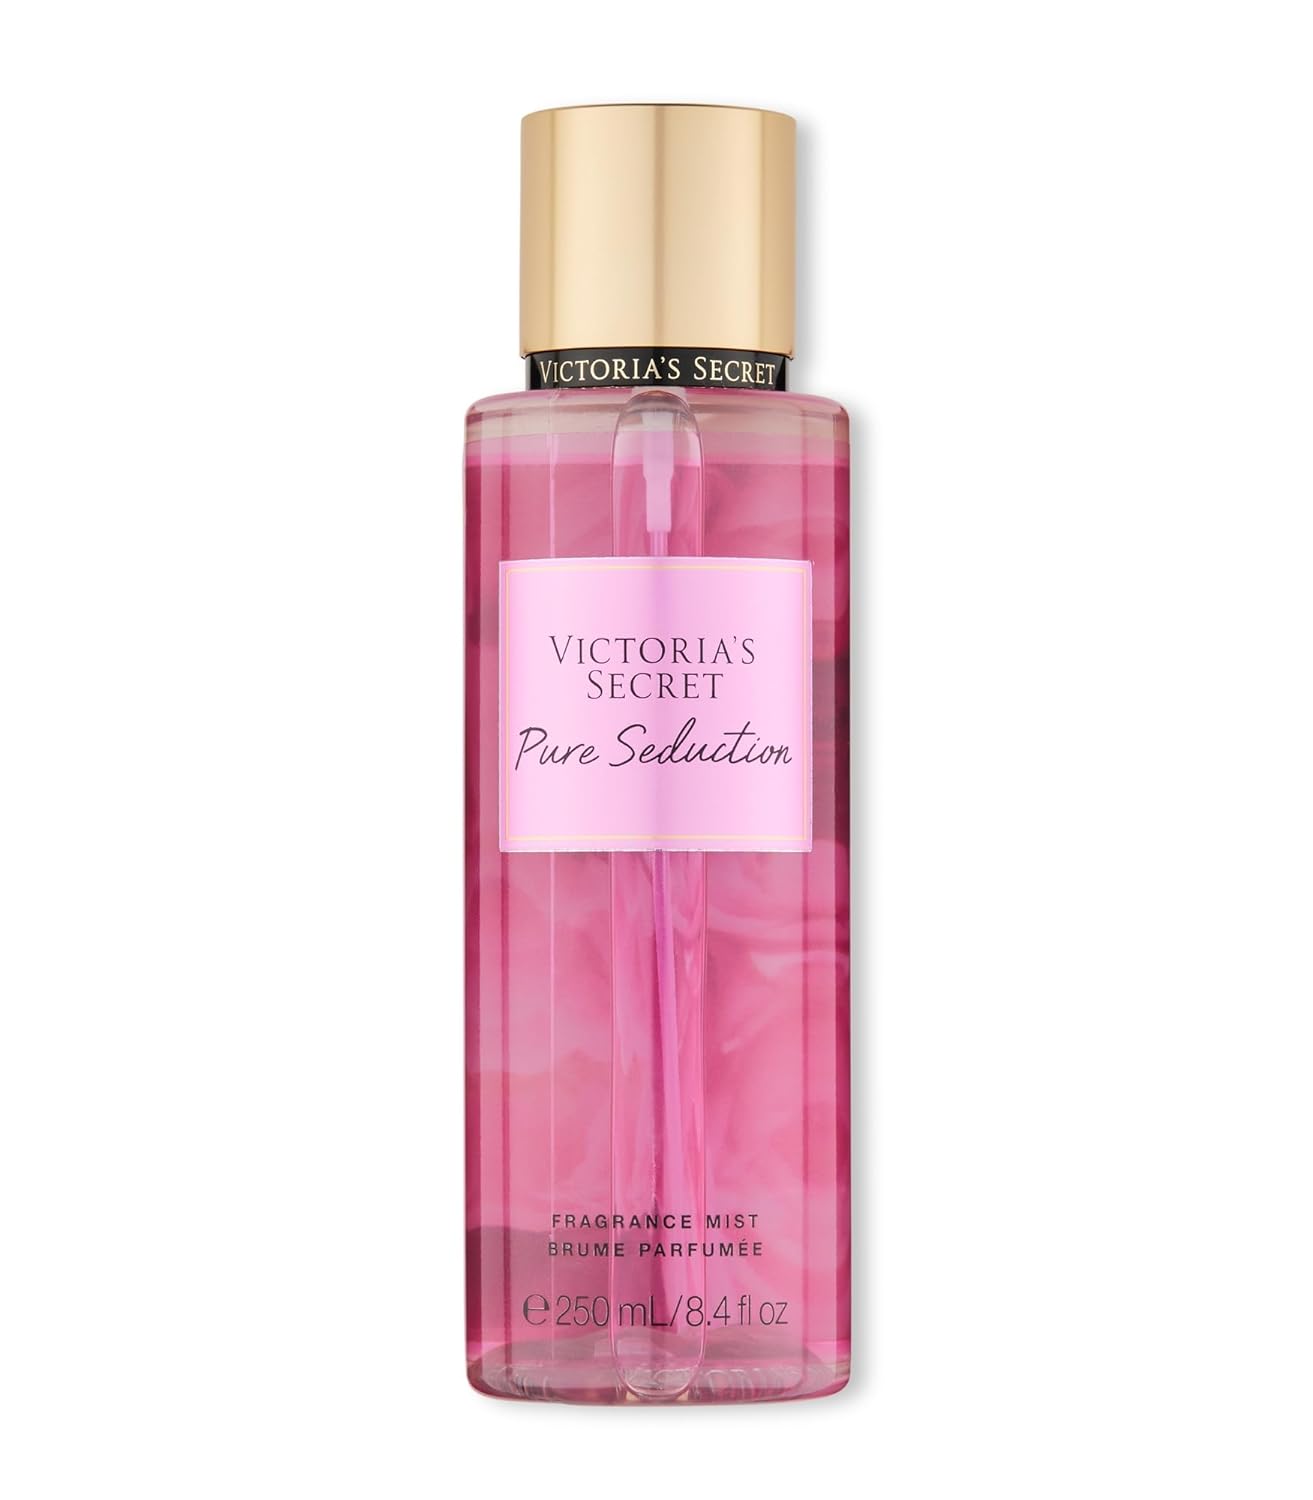 VICTORIA'S SECRET
VICTORIA'S
SECRET
Pure Seduction
FRAGRANCE MIST
BRUME PARFUMÉE
℮ 250 mL/8.4 fl oz